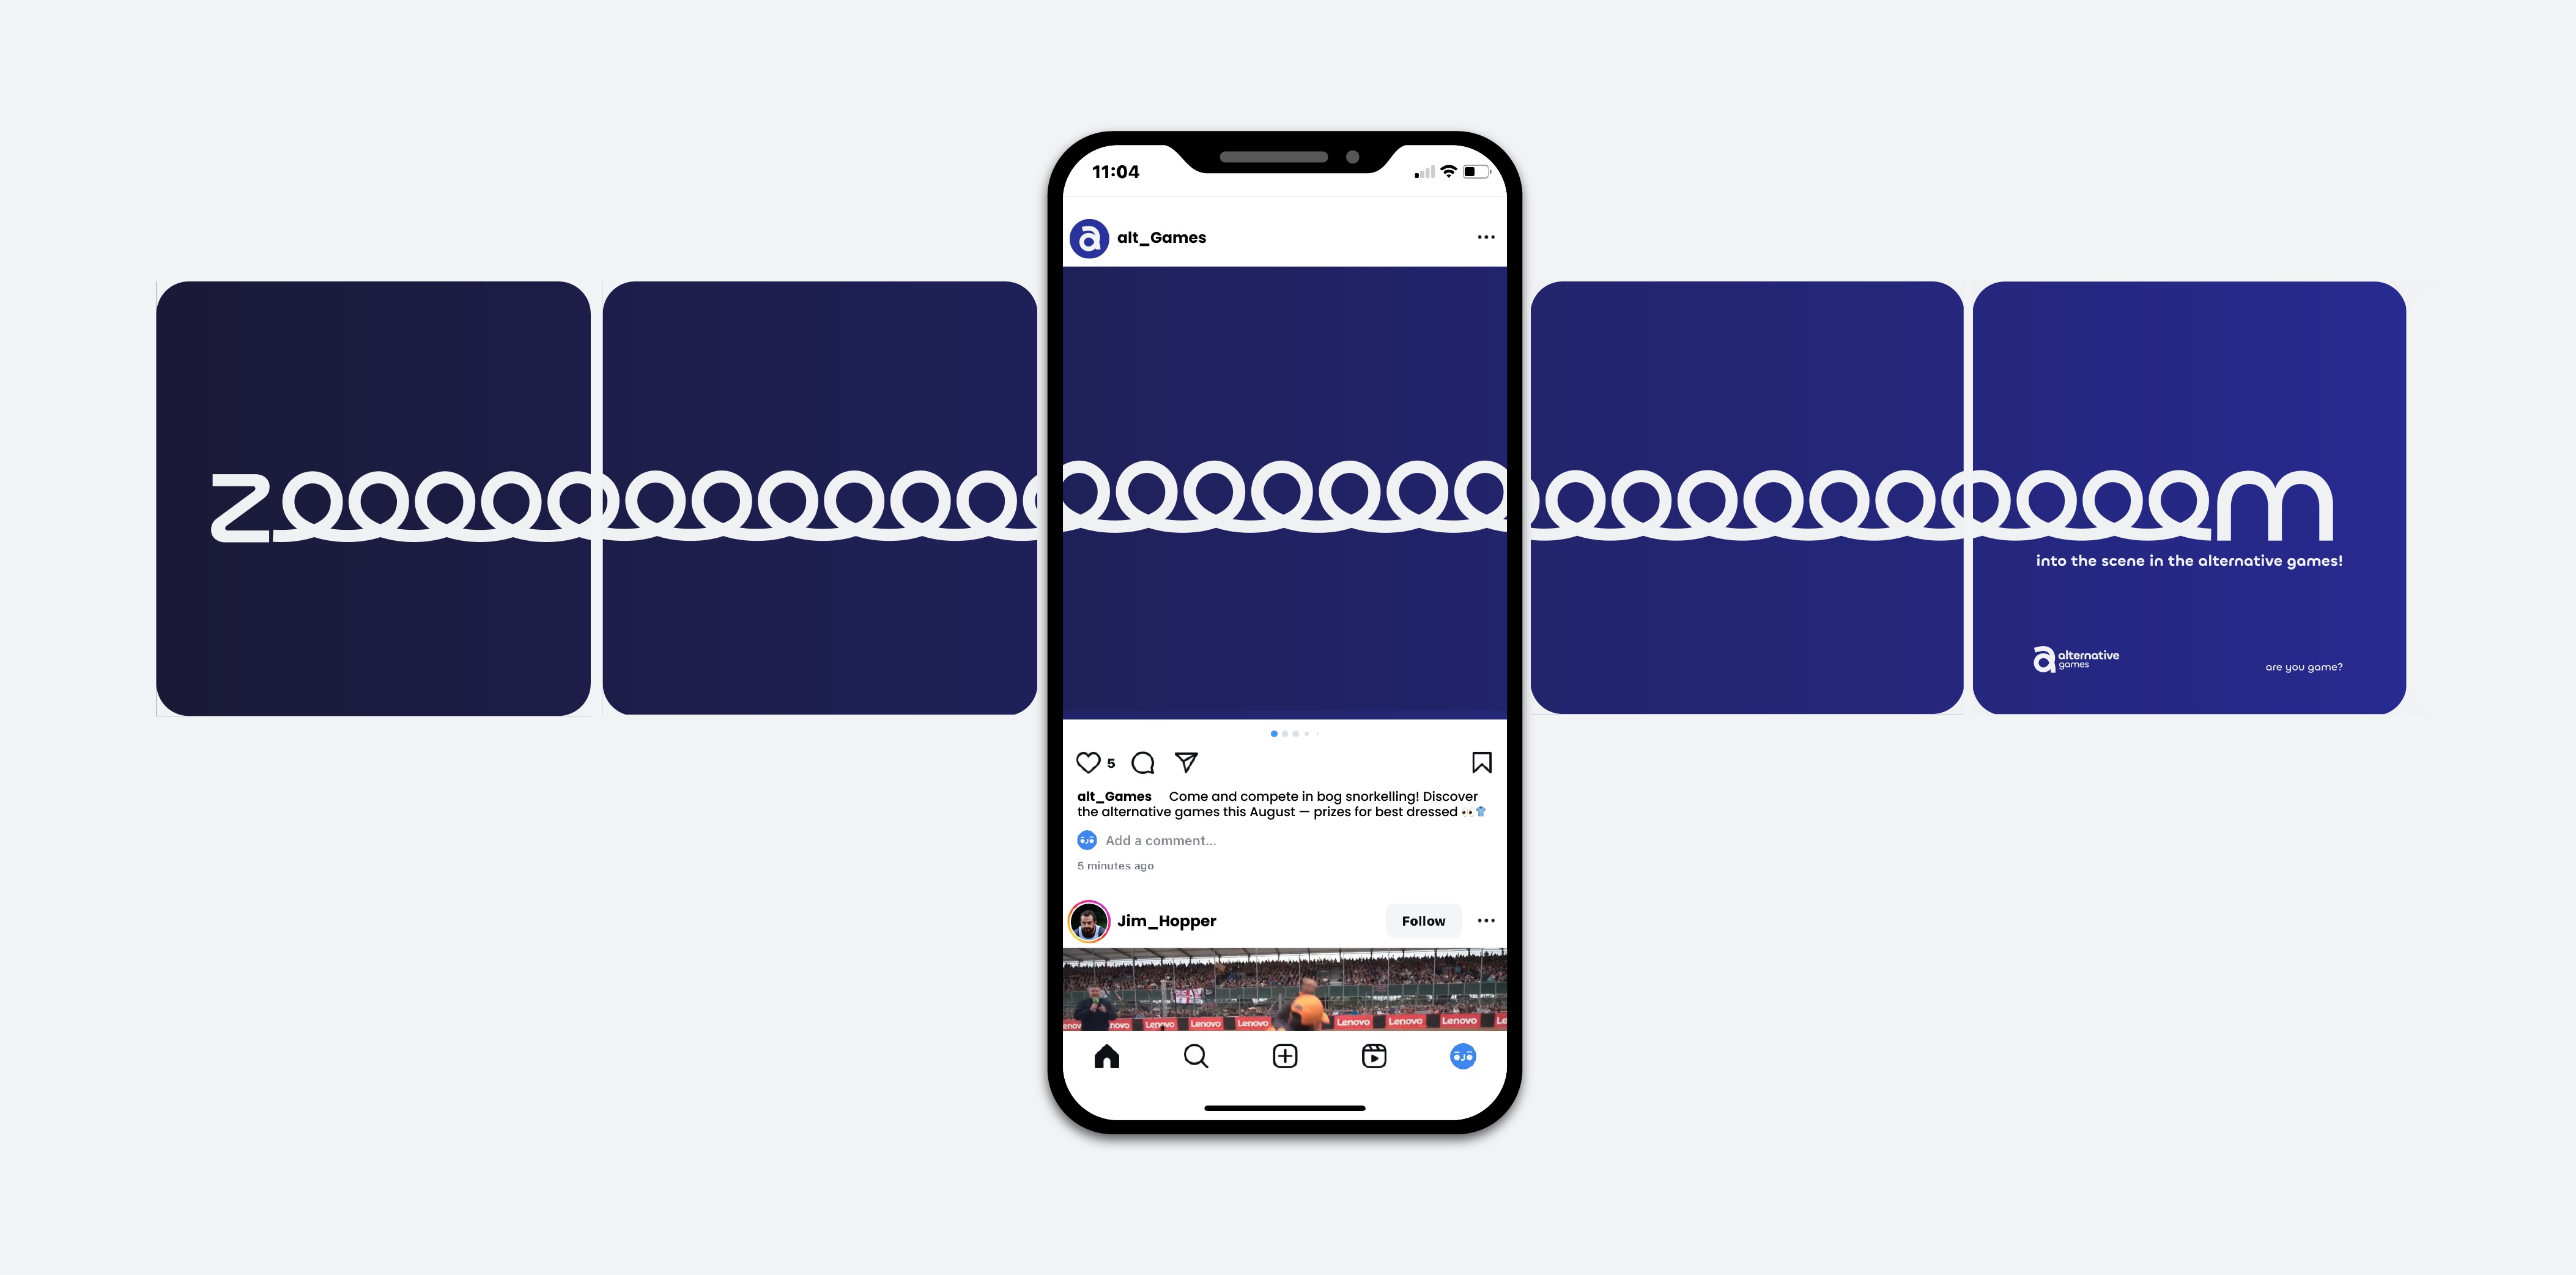 zoooooooooooooooooooooooooooom
into the scene in the alternative games!
alternative
games
are you game?
11:04
alt_Games
5
alt_Games Come and compete in bog snorkelling! Discover
the alternative games this August — prizes for best dressed 👀👕
Add a comment...
5 minutes ago
Jim_Hopper
Follow
Lenovo Lenovo Lenovo Lenovo Lenovo Lenovo